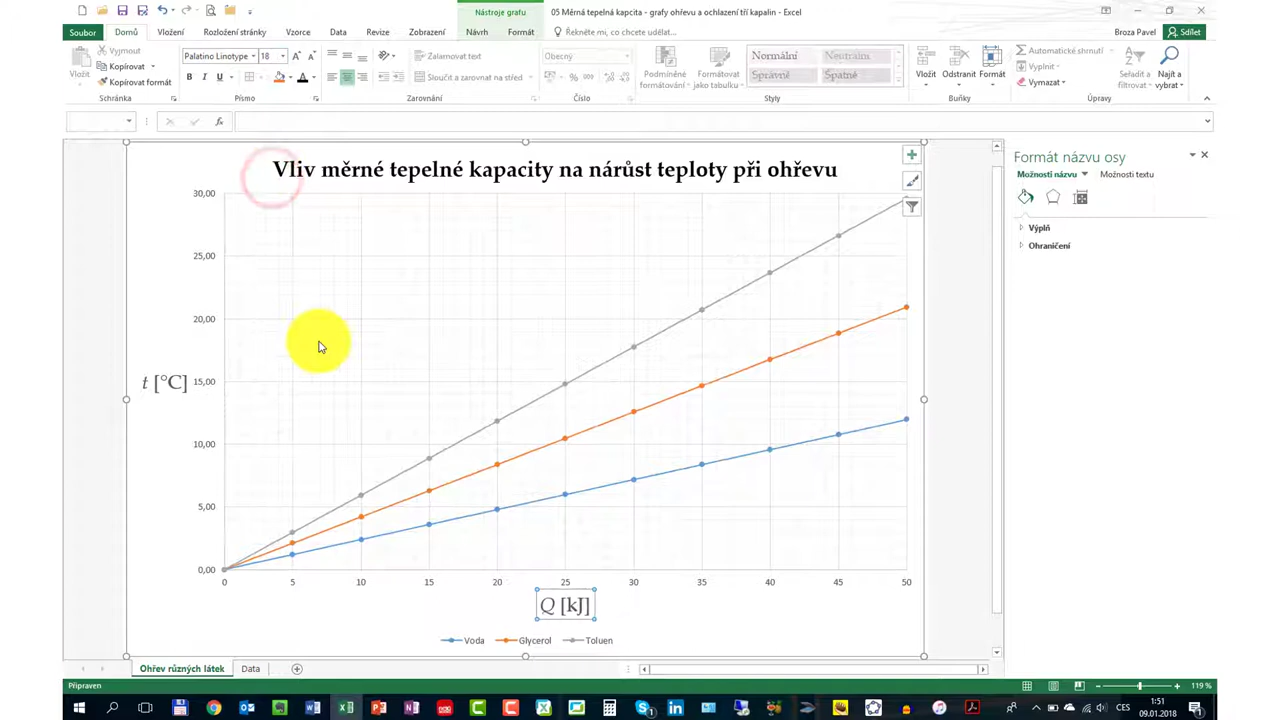 Nástroje grafu
05 Měrná tepelná kapcita - grafy ohřevu a ochlazení tří kapalin - Excel
Soubor Domů Vložení Rozložení stránky Vzorce Data Revize Zobrazení Návrh Formát Řekněte mi, co chcete udělat... Broza Pavel Sdílet
Vložit
Vyjmout
Kopírovat
Kopírovat formát
Schránka
Palatino Linotype 18
B I U
Písmo
Zalamovat text
Sloučit a zarovnat na střed
Zarovnání
Obecný
Číslo
Podmíněné formátování
Formátovat jako tabulku
Normální Neutrální
Správně Špatně
Styly
Vložit Odstranit Formát
Buňky
Automatické shrnutí
Vyplnit
Vymazat
Seřadit a filtrovat
Najít a vybrat
Úpravy
Vliv měrné tepelné kapacity na nárůst teploty při ohřevu
30,00
25,00
20,00
15,00
10,00
5,00
0,00
t [°C]
0 5 10 15 20 25 30 35 40 45 50
Q [kJ]
Voda Glycerol Toluen
Formát názvu osy
Možnosti názvu Možnosti textu
Výplň
Ohraničení
Ohřev různých látek Data
Připraven
119 %
CES
1:51
09.01.2018